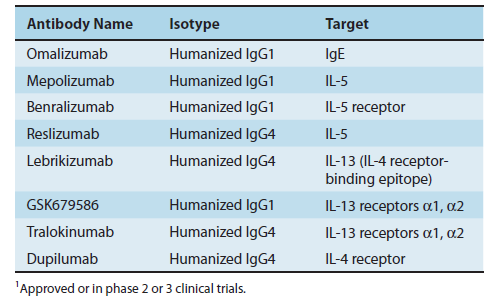 Antibody Name Isotype Target
Omalizumab Humanized IgG1 IgE
Mepolizumab Humanized IgG1 IL-5
Benralizumab Humanized IgG1 IL-5 receptor
Reslizumab Humanized IgG4 IL-5
Lebrikizumab Humanized IgG4 IL-13 (IL-4 receptor-
binding epitope)
GSK679586 Humanized IgG1 IL-13 receptors α1, α2
Tralokinumab Humanized IgG4 IL-13 receptors α1, α2
Dupilumab Humanized IgG4 IL-4 receptor
¹Approved or in phase 2 or 3 clinical trials.